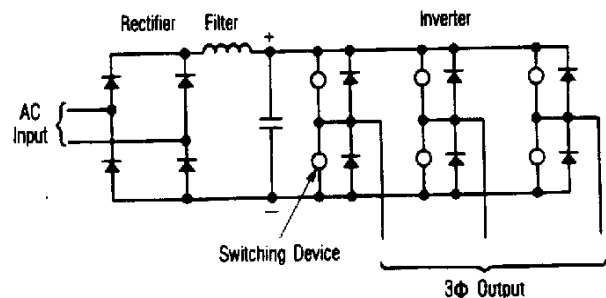 Rectifier Filter Inverter
+
AC
Input
−
Switching Device
3Φ Output